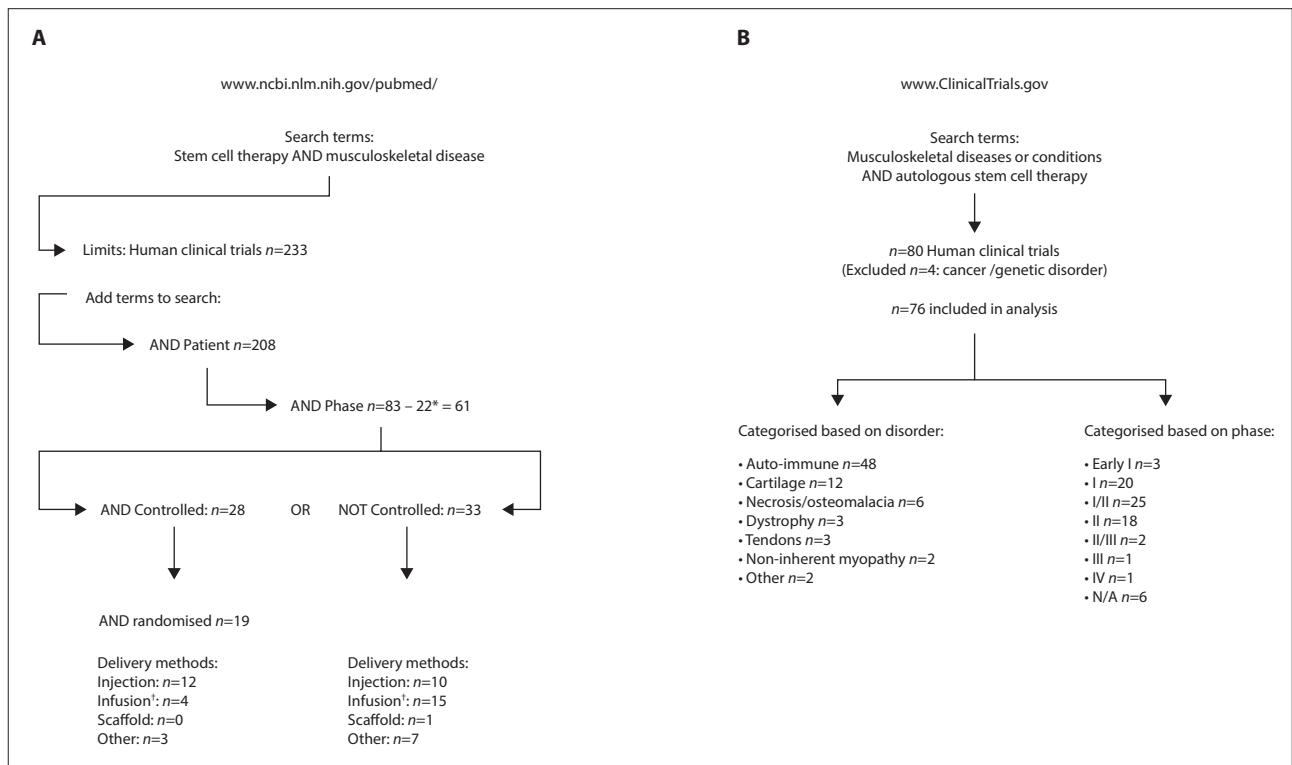 A
www.ncbi.nlm.nih.gov/pubmed/
Search terms:
Stem cell therapy AND musculoskeletal disease
Limits: Human clinical trials n=233
Add terms to search:
AND Patient n=208
AND Phase n=83 – 22* = 61
AND Controlled: n=28 OR NOT Controlled: n=33
AND randomised n=19
Delivery methods:
Injection: n=12
Infusion†: n=4
Scaffold: n=0
Other: n=3
Delivery methods:
Injection: n=10
Infusion†: n=15
Scaffold: n=1
Other: n=7
B
www.ClinicalTrials.gov
Search terms:
Musculoskeletal diseases or conditions
AND autologous stem cell therapy
n=80 Human clinical trials
(Excluded n=4: cancer /genetic disorder)
n=76 included in analysis
Categorised based on disorder:
• Auto-immune n=48
• Cartilage n=12
• Necrosis/osteomalacia n=6
• Dystrophy n=3
• Tendons n=3
• Non-inherent myopathy n=2
• Other n=2
Categorised based on phase:
• Early I n=3
• I n=20
• I/II n=25
• II n=18
• II/III n=2
• III n=1
• IV n=1
• N/A n=6